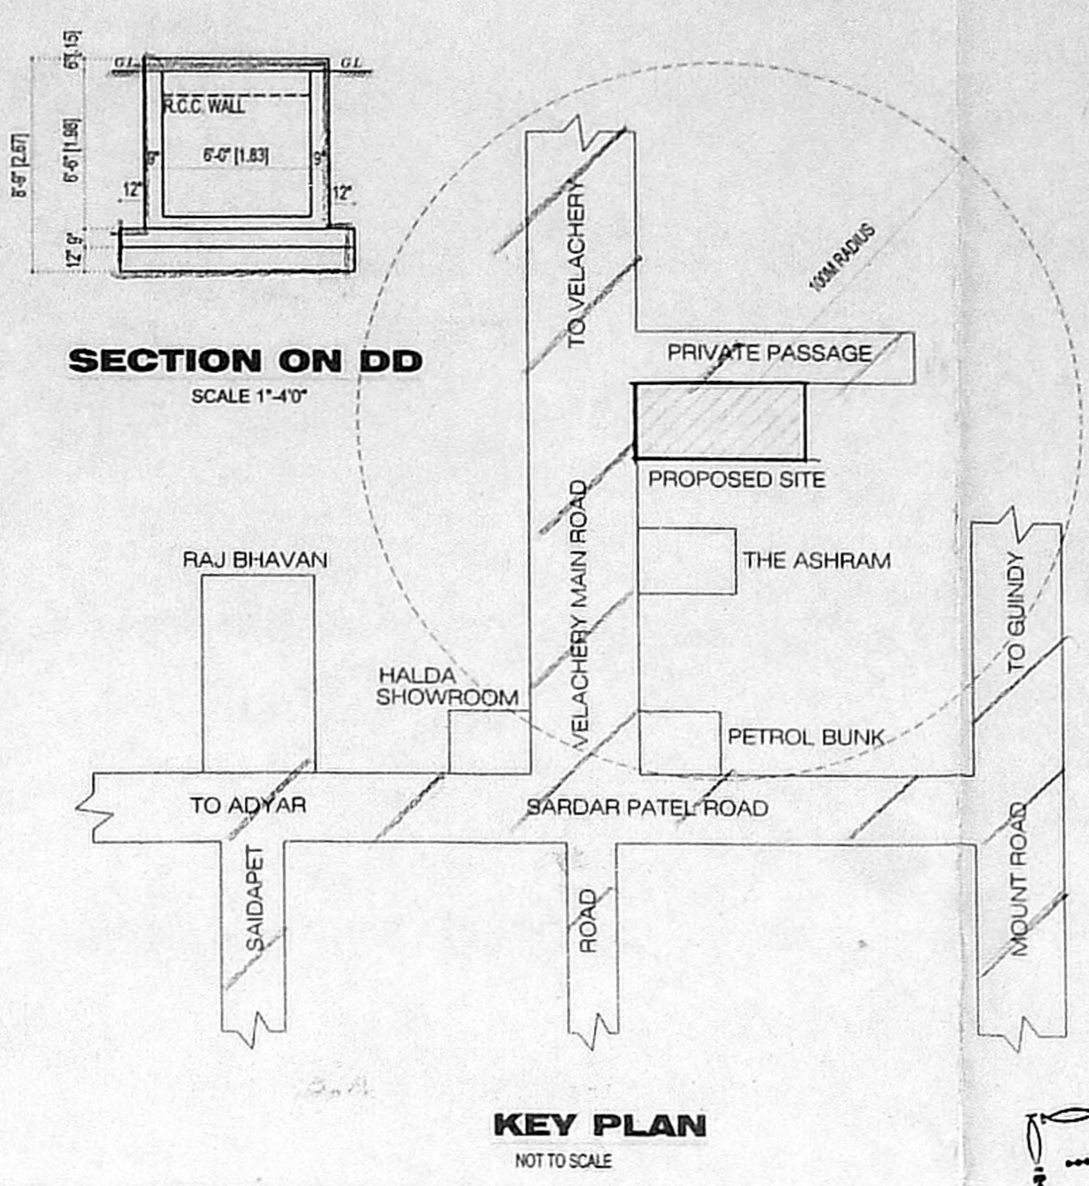 6"[.15]
GL
GL
R.C.C. WALL
8'-9" [2.67]
6'-6" [1.98]
9"
6'-0" [1.83]
9"
12"
12"
12"
9"
SECTION ON DD
SCALE 1"-4'0"
TO VELACHERY
100M RADIUS
PRIVATE PASSAGE
PROPOSED SITE
VELACHERY MAIN ROAD
THE ASHRAM
RAJ BHAVAN
TO GUINDY
HALDA
SHOWROOM
PETROL BUNK
TO ADYAR
SARDAR PATEL ROAD
SAIDAPET
ROAD
MOUNT ROAD
KEY PLAN
NOT TO SCALE